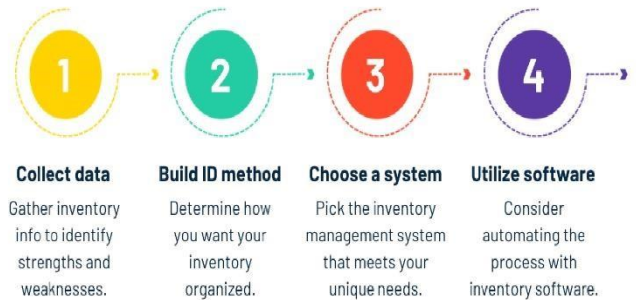 1
2
3
4
Collect data
Gather inventory
info to identify
strengths and
weaknesses.
Build ID method
Determine how
you want your
inventory
organized.
Choose a system
Pick the inventory
management system
that meets your
unique needs.
Utilize software
Consider
automating the
process with
inventory software.